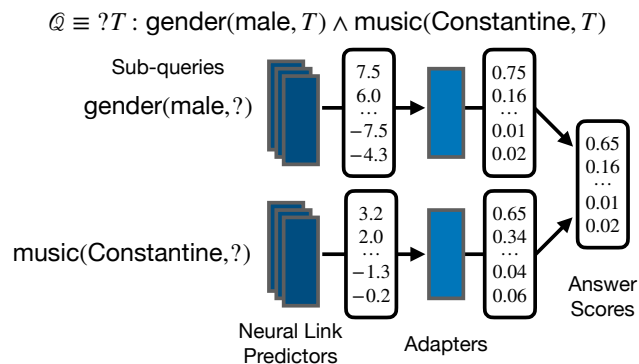 𝒬 ≡ ?T : gender(male, T) ∧ music(Constantine, T)
Sub-queries
gender(male,?)
7.5
6.0
...
−7.5
−4.3
0.75
0.16
...
0.01
0.02
music(Constantine,?)
3.2
2.0
...
−1.3
−0.2
0.65
0.34
...
0.04
0.06
0.65
0.16
...
0.01
0.02
Neural Link
Predictors
Adapters
Answer
Scores